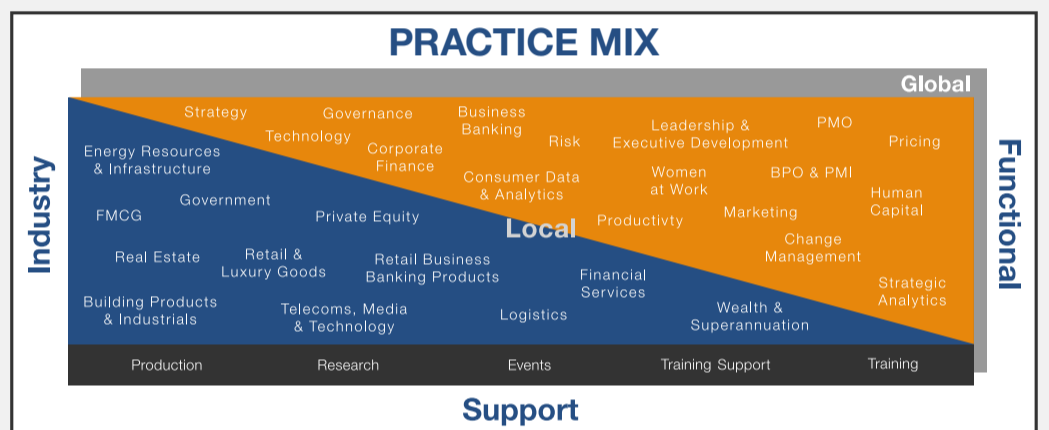 PRACTICE MIX
Global
Industry
Functional
Strategy
Governance
Business
Banking
Technology
Risk
Corporate
Finance
Leadership &
Executive Development
PMO
Pricing
Consumer Data
& Analytics
Women
at Work
BPO & PMI
Human
Capital
Productivty
Marketing
Change
Management
Strategic
Analytics
Local
Energy Resources
& Infrastructure
Government
FMCG
Private Equity
Real Estate
Retail &
Luxury Goods
Retail Business
Banking Products
Financial
Services
Building Products
& Industrials
Telecoms, Media
& Technology
Logistics
Wealth &
Superannuation
Production
Research
Events
Training Support
Training
Support